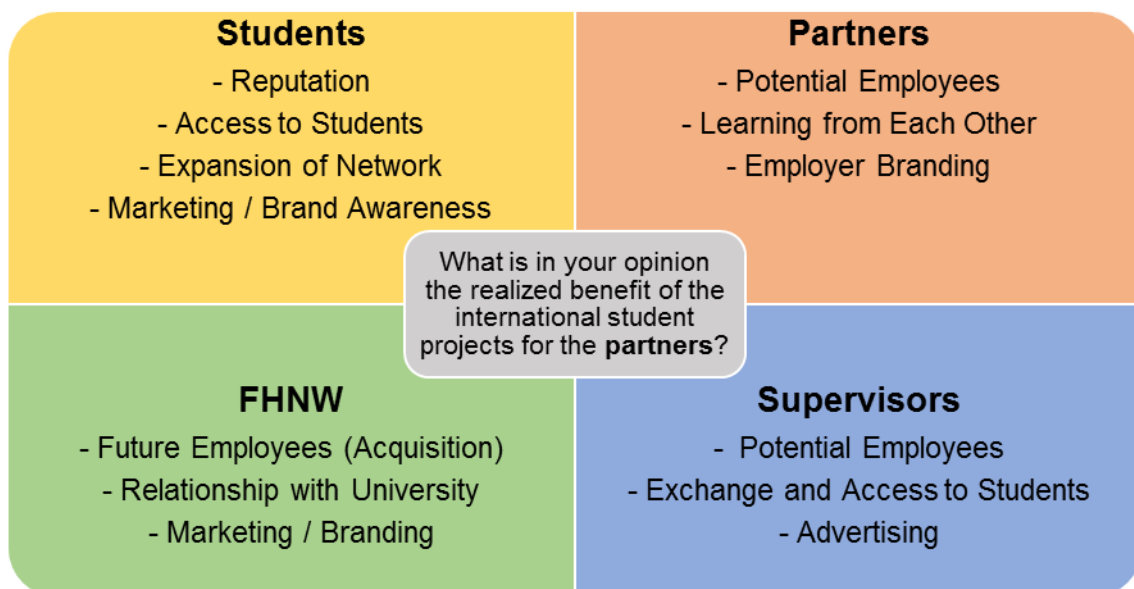 Students
- Reputation
- Access to Students
- Expansion of Network
- Marketing / Brand Awareness
Partners
- Potential Employees
- Learning from Each Other
- Employer Branding
What is in your opinion
the realized benefit of the
international student
projects for the partners?
FHNW
- Future Employees (Acquisition)
- Relationship with University
- Marketing / Branding
Supervisors
- Potential Employees
- Exchange and Access to Students
- Advertising